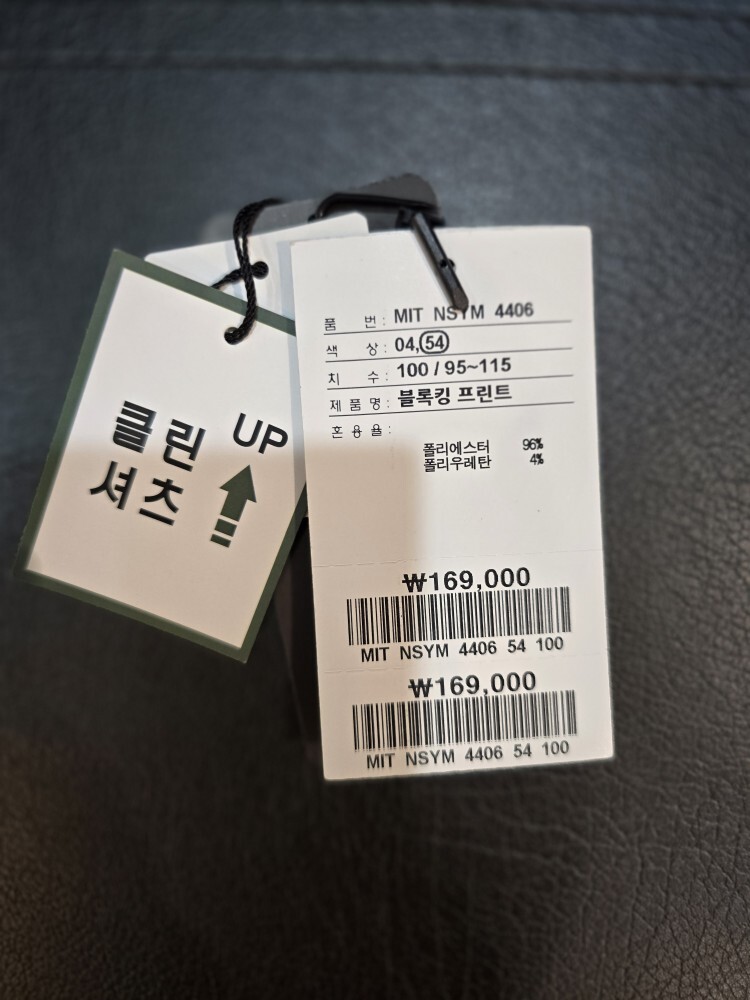 클린 UP
셔츠
품 번 : MIT NSYM 4406
색 상 : 04,54
치 수 : 100 / 95~115
제 품 명 : 블록킹 프린트
혼 용 율 :
폴리에스터 96%
폴리우레탄 4%
₩169,000
MIT NSYM 4406 54 100
₩169,000
MIT NSYM 4406 54 100